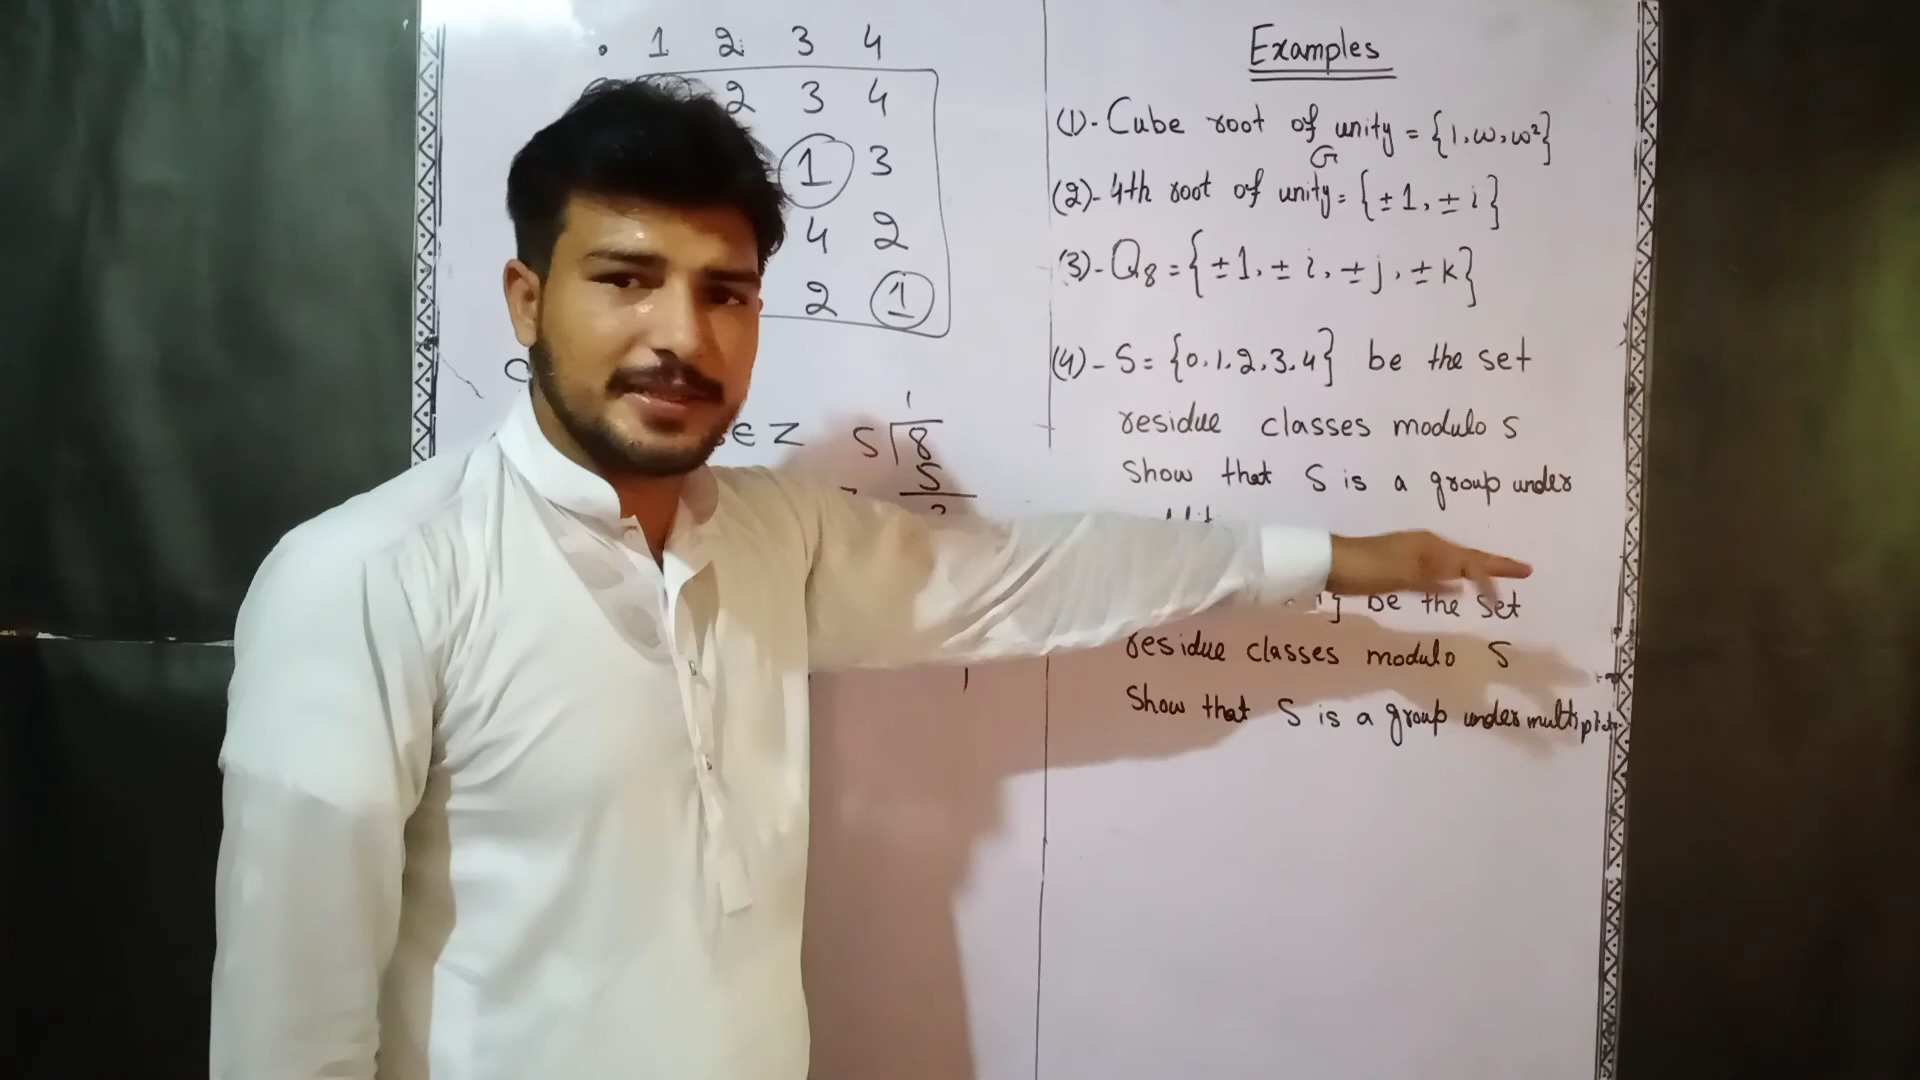 . 1 2 3 4
2 3 4
1 3
4 2
2 1
∈ Z
1
5 8
5
Examples
(1)- Cube root of unity = {1, ω, ω²}
G
(2)- 4th root of unity = {±1, ± i}
(3)- Q8 = {±1, ± i, ± j, ± k}
(4)- S = {0, 1, 2, 3, 4} be the set
residue classes modulo 5
Show that S is a group under
} be the set
residue classes modulo 5
Show that S is a group under